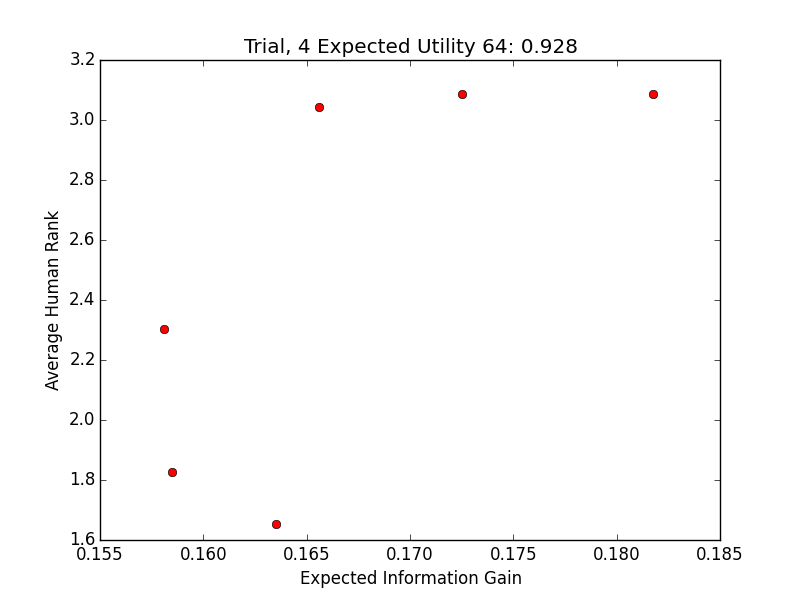 Trial, 4 Expected Utility 64: 0.928
3.2
3.0
2.8
2.6
2.4
2.2
2.0
1.8
1.6
Average Human Rank
0.155 0.160 0.165 0.170 0.175 0.180 0.185
Expected Information Gain